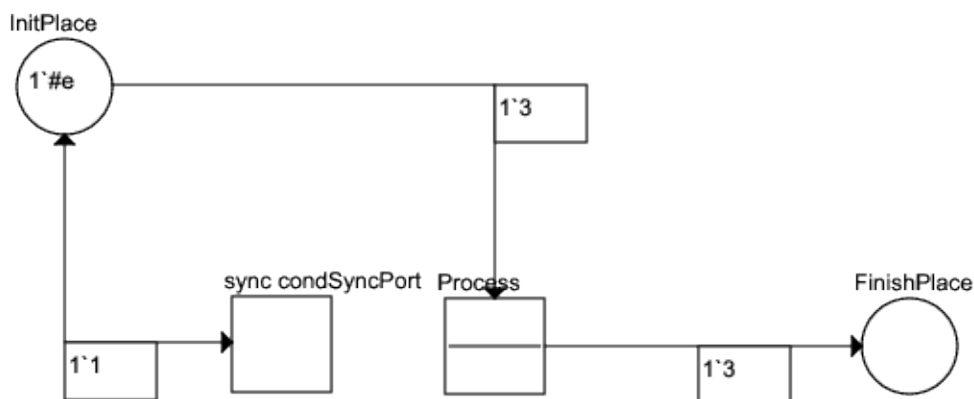 InitPlace
1`#e
1`3
sync condSyncPort
Process
FinishPlace
1`1
1`3